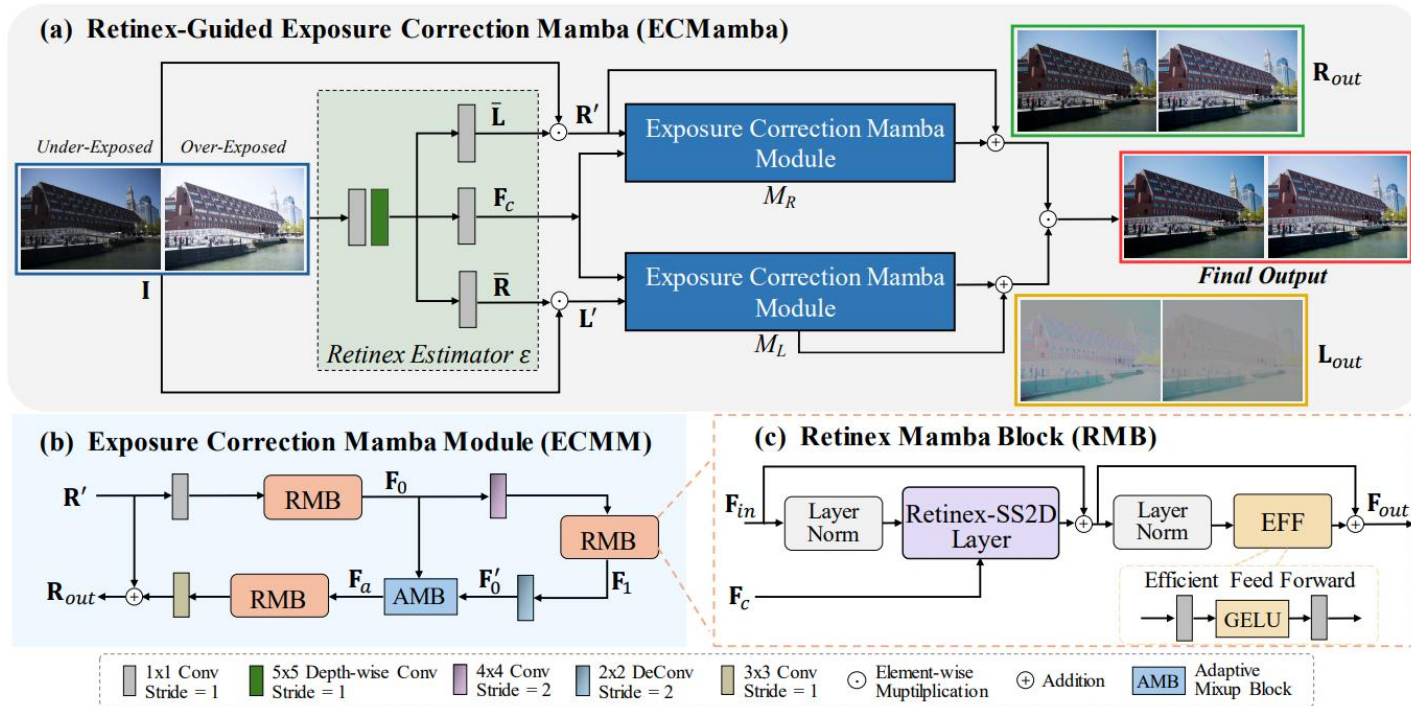 (a) Retinex-Guided Exposure Correction Mamba (ECMamba)
Under-Exposed
Over-Exposed
I
L̄
F_c
R̄
Retinex Estimator ε
R′
L′
Exposure Correction Mamba
Module
M_R
Exposure Correction Mamba
Module
M_L
R_out
Final Output
L_out
(b) Exposure Correction Mamba Module (ECMM)
R′
RMB
F_0
RMB
F_1
F′_0
AMB
F_a
RMB
R_out
(c) Retinex Mamba Block (RMB)
F_in
Layer
Norm
Retinex-SS2D
Layer
Layer
Norm
EFF
F_out
F_c
Efficient Feed Forward
GELU
1x1 Conv
Stride = 1
5x5 Depth-wise Conv
Stride = 1
4x4 Conv
Stride = 2
2x2 DeConv
Stride = 2
3x3 Conv
Stride = 1
Element-wise
Muptilplication
Addition
AMB
Adaptive
Mixup Block